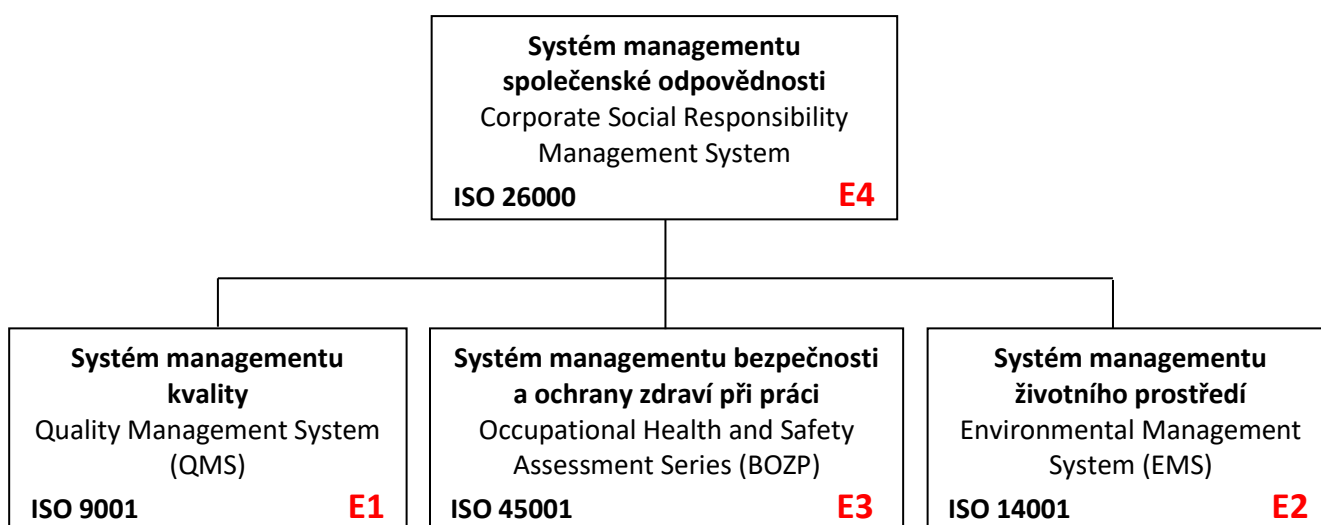 Systém managementu
společenské odpovědnosti
Corporate Social Responsibility
Management System
ISO 26000 E4
Systém managementu
kvality
Quality Management System
(QMS)
ISO 9001 E1
Systém managementu bezpečnosti
a ochrany zdraví při práci
Occupational Health and Safety
Assessment Series (BOZP)
ISO 45001 E3
Systém managementu
životního prostředí
Environmental Management
System (EMS)
ISO 14001 E2